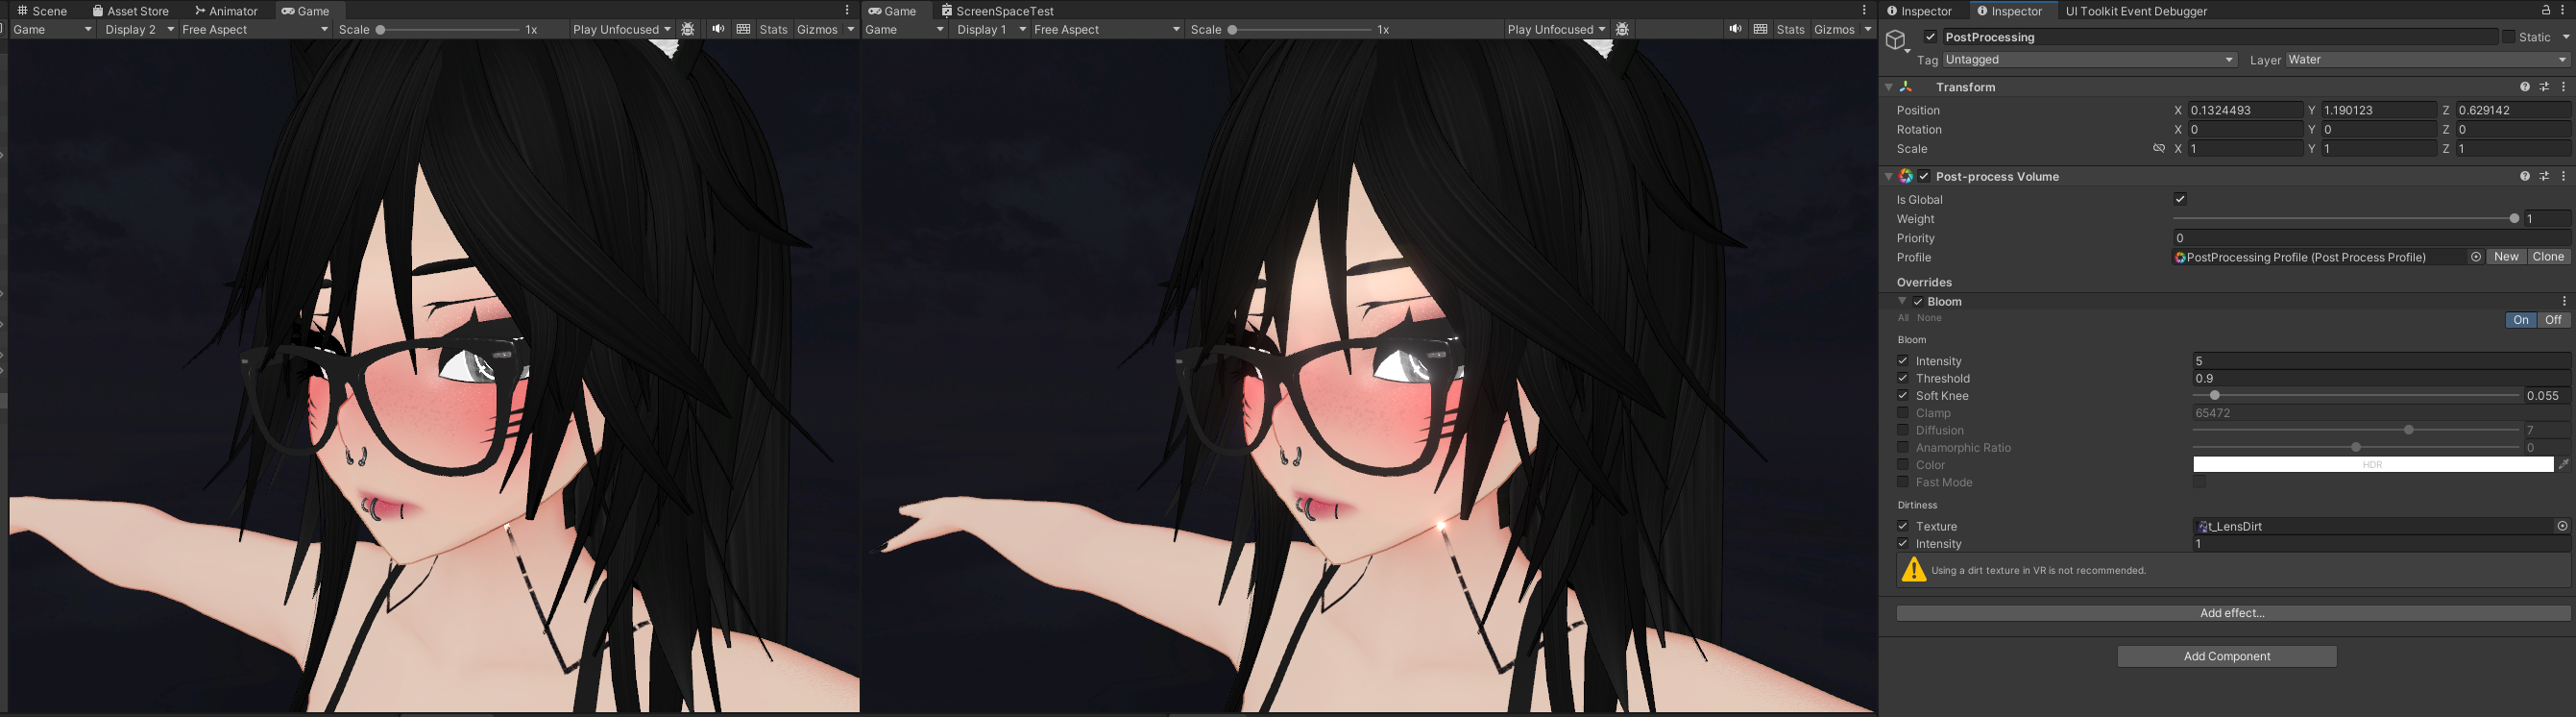 Scene Asset Store Animator Game
Game Display 2 Free Aspect Scale 1x Play Unfocused Stats Gizmos
Game ScreenSpaceTest
Game Display 1 Free Aspect Scale 1x Play Unfocused Stats Gizmos
Inspector Inspector UI Toolkit Event Debugger
PostProcessing Static
Tag Untagged Layer Water
Transform
Position X 0.1324493 Y 1.190123 Z 0.629142
Rotation X 0 Y 0 Z 0
Scale X 1 Y 1 Z 1
Post-process Volume
Is Global
Weight 1
Priority 0
Profile PostProcessing Profile (Post Process Profile) New Clone
Overrides
Bloom
All None On Off
Bloom
Intensity 5
Threshold 0.9
Soft Knee 0.055
Clamp 65472
Diffusion 7
Anamorphic Ratio 0
Color HDR
Fast Mode
Dirtiness
Texture t_LensDirt
Intensity 1
Using a dirt texture in VR is not recommended.
Add effect...
Add Component